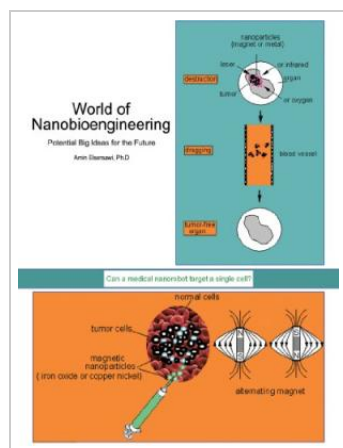 World of
Nanobioengineering
Potential Big Ideas for the Future
Amin Elsersawi, Ph.D
nanoparticles
(magnet or metal)
laser
or infrared
organ
destruction
tumor
or oxygen
dragging
blood vessel
tumor-free
organ
Can a medical nanorobot target a single cell?
normal cells
tumor cells
magnetic
nanoparticles
( iron oxide or copper nickel)
alternating magnet